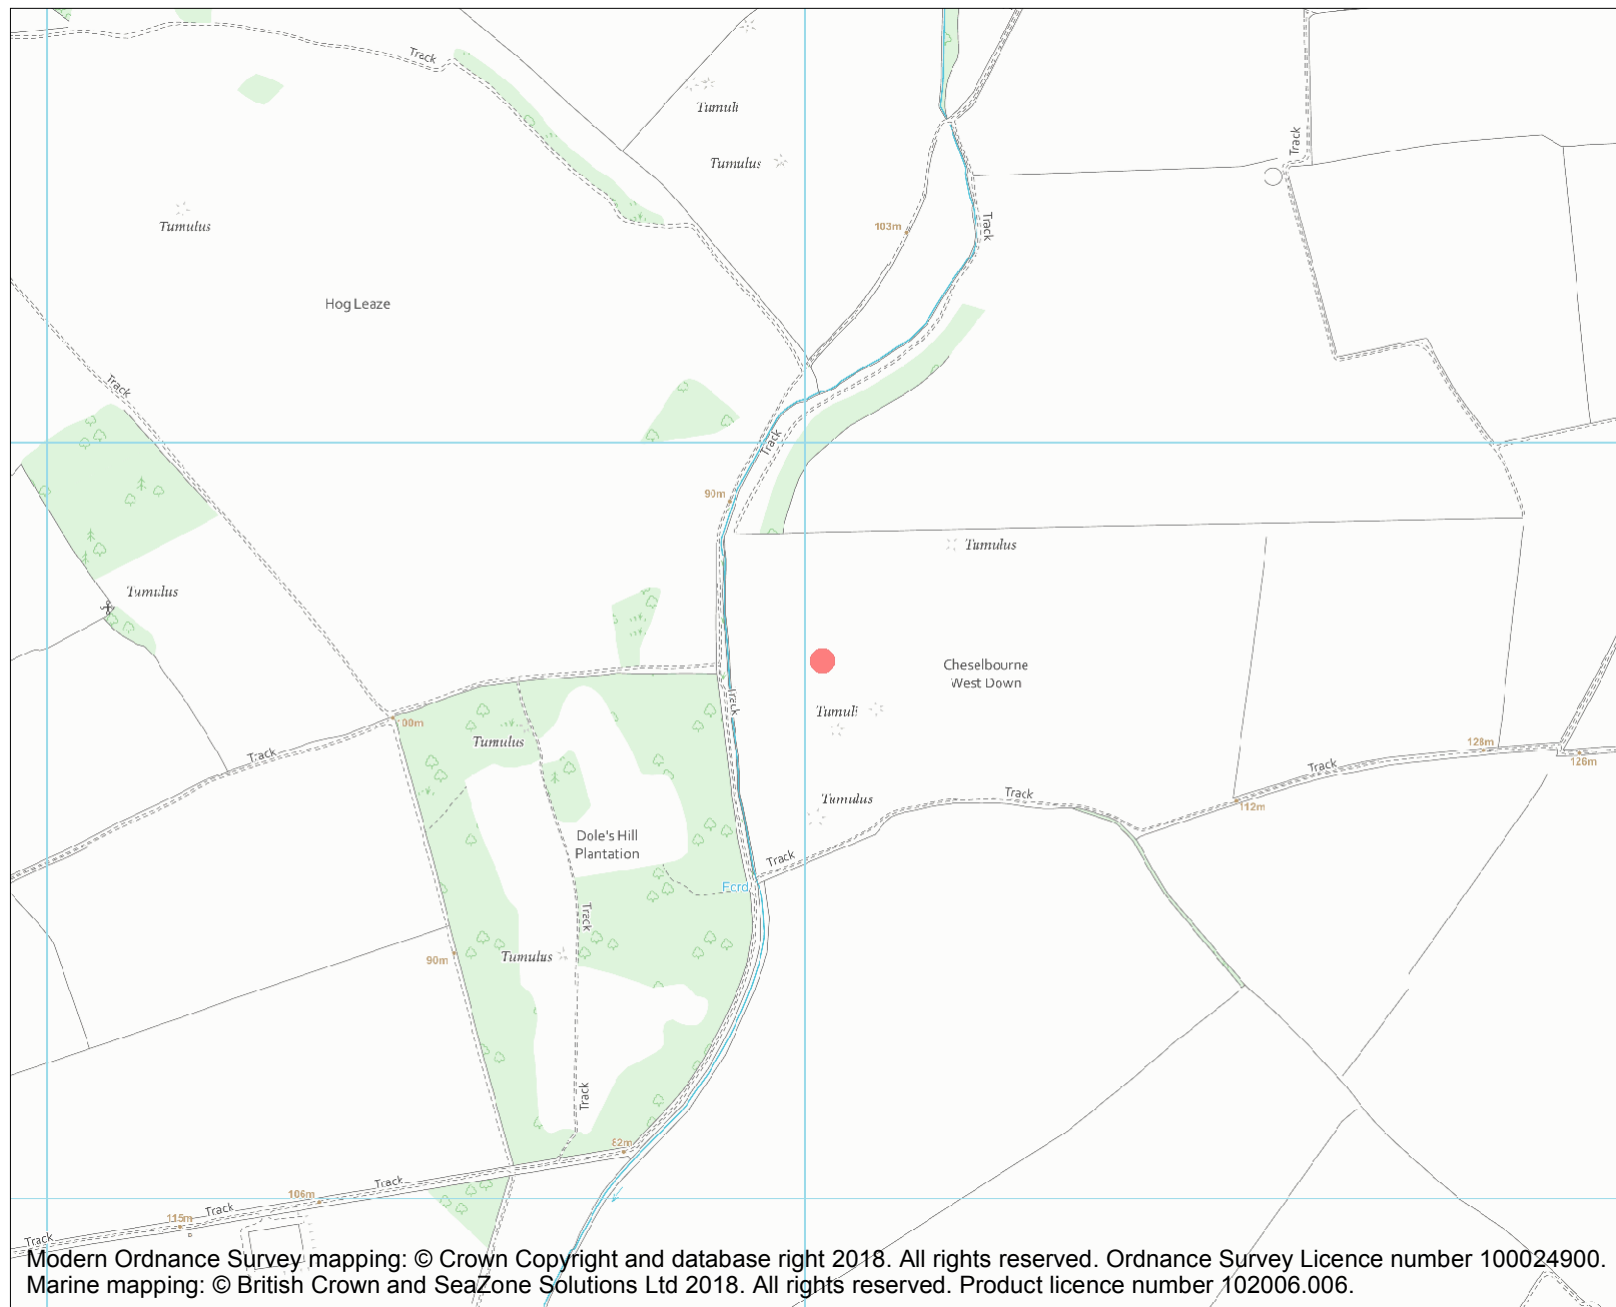 Track
Tumuli
Track
Tumulus
Tumulus
Track
103m
Hog Leaze
Track
Track
90m
Tumulus
Tumulus
Cheselbourne
West Down
Track
Tumuli
00m
Tumulus
128m
Track
Track
126m
Track
Tumulus
112m
Dole's Hill
Plantation
Track
Ford
Track
Tumulus
90m
Track
82m
Track
106m
Track
115m
Track
Modern Ordnance Survey mapping: © Crown Copyright and database right 2018. All rights reserved. Ordnance Survey Licence number 100024900.
Marine mapping: © British Crown and SeaZone Solutions Ltd 2018. All rights reserved. Product licence number 102006.006.